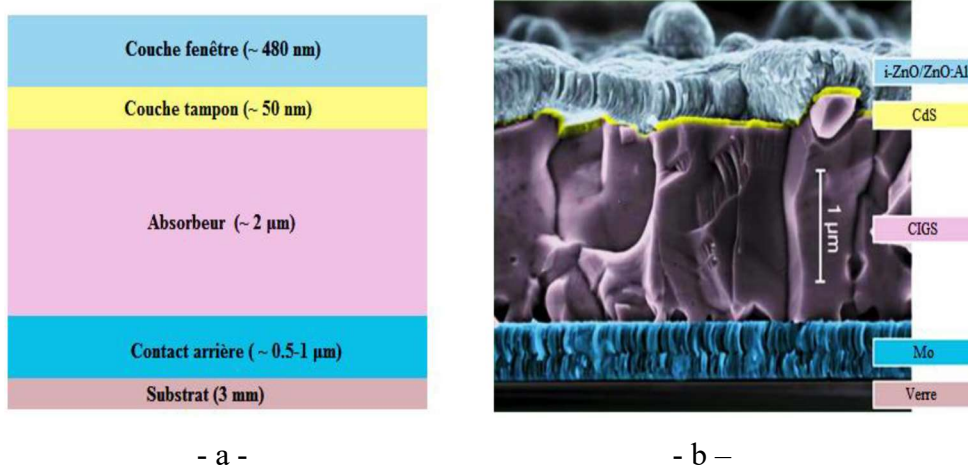 Couche fenêtre (~ 480 nm)
Couche tampon (~ 50 nm)
Absorbeur (~ 2 µm)
Contact arrière ( ~ 0.5-1 µm)
Substrat (3 mm)
- a -
i-ZnO/ZnO:Al
CdS
1 µm
CIGS
Mo
Verre
- b –